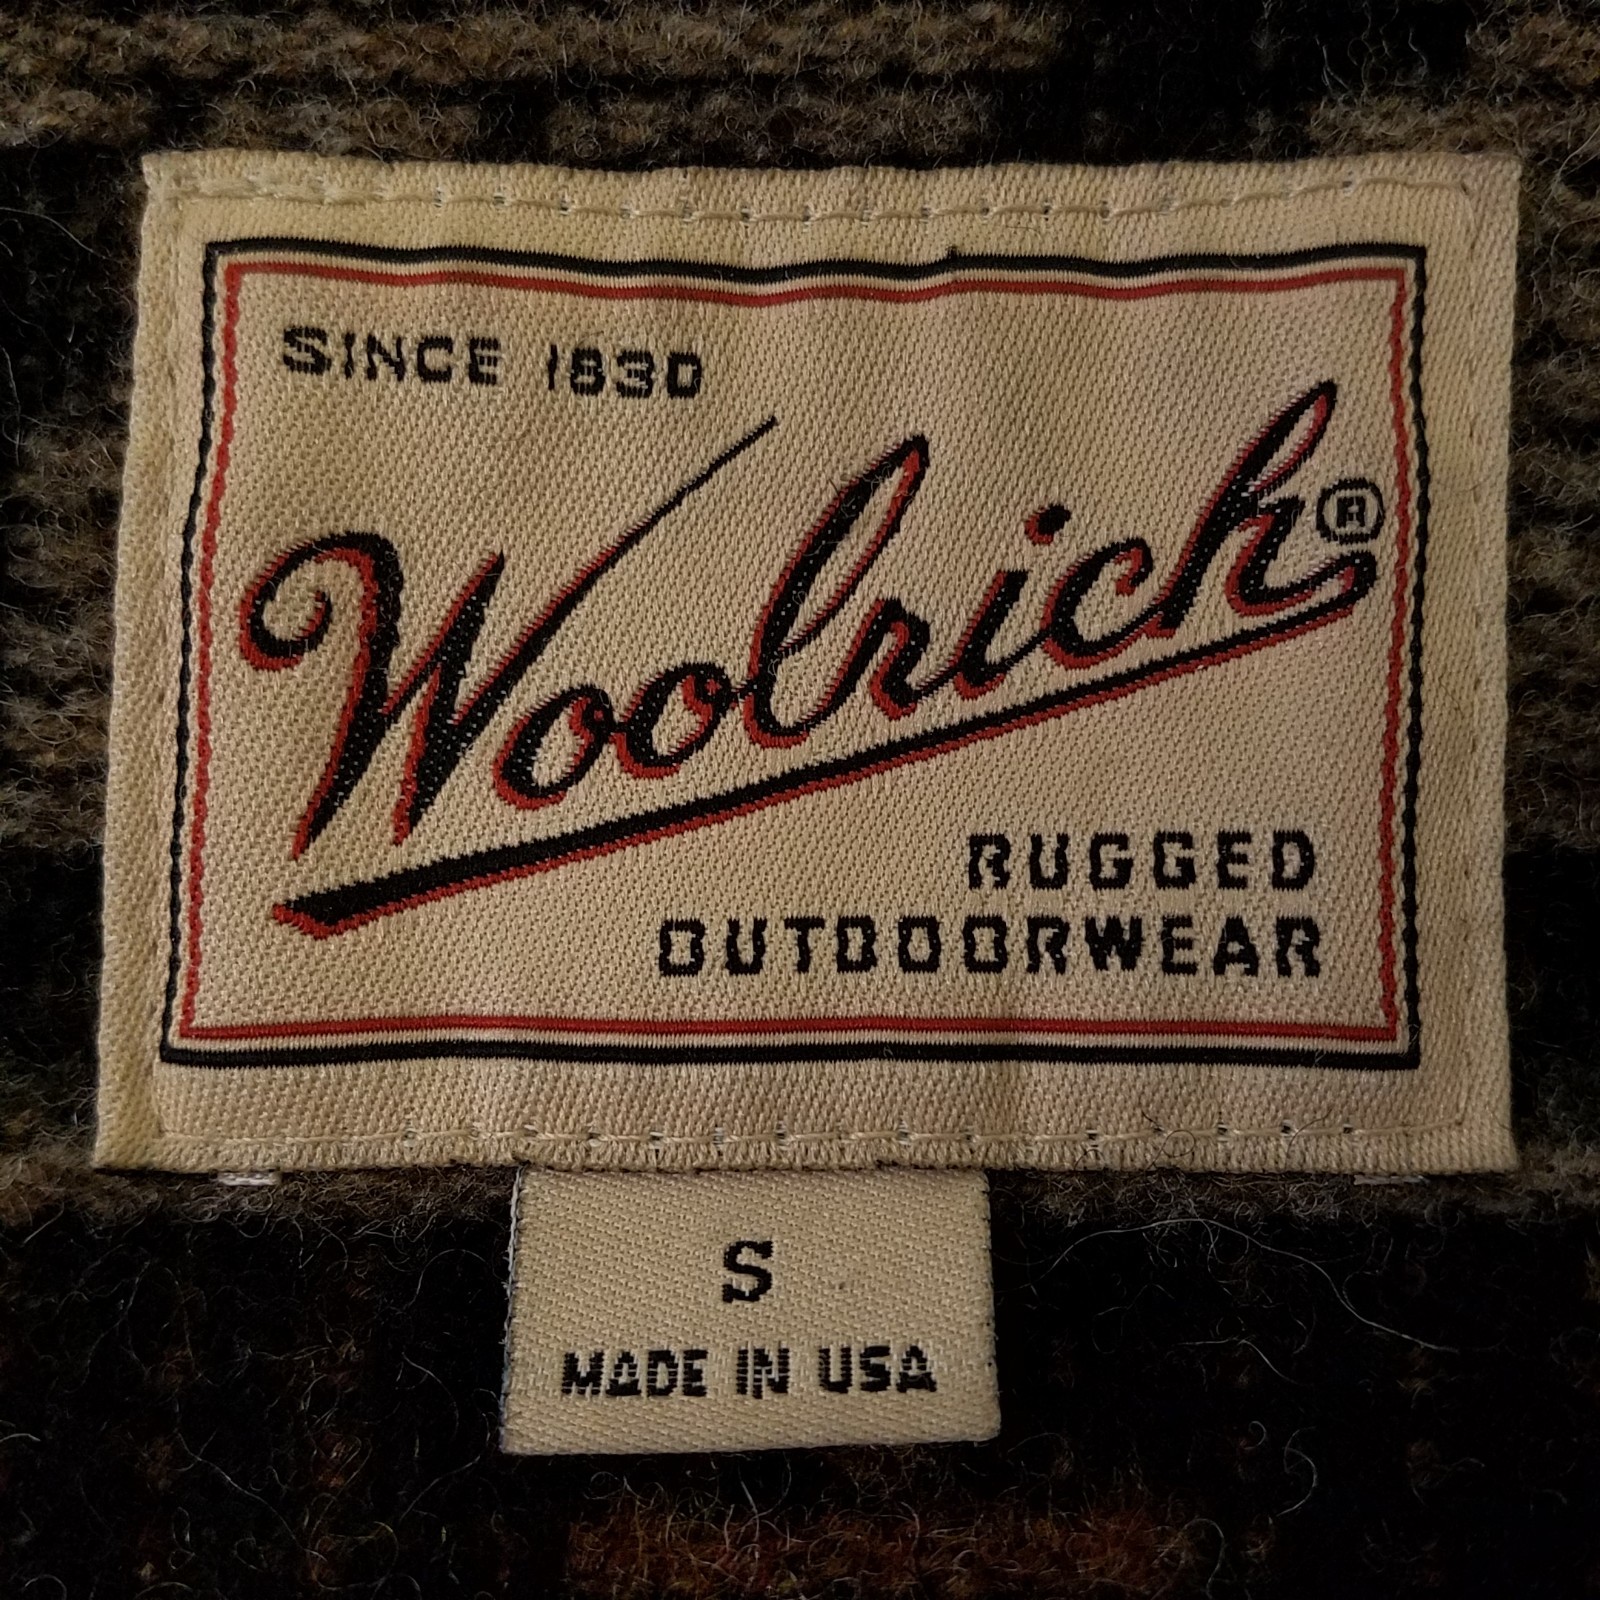 SINCE 1830
Woolrich®
RUGGED
OUTDOORWEAR
S
MADE IN USA